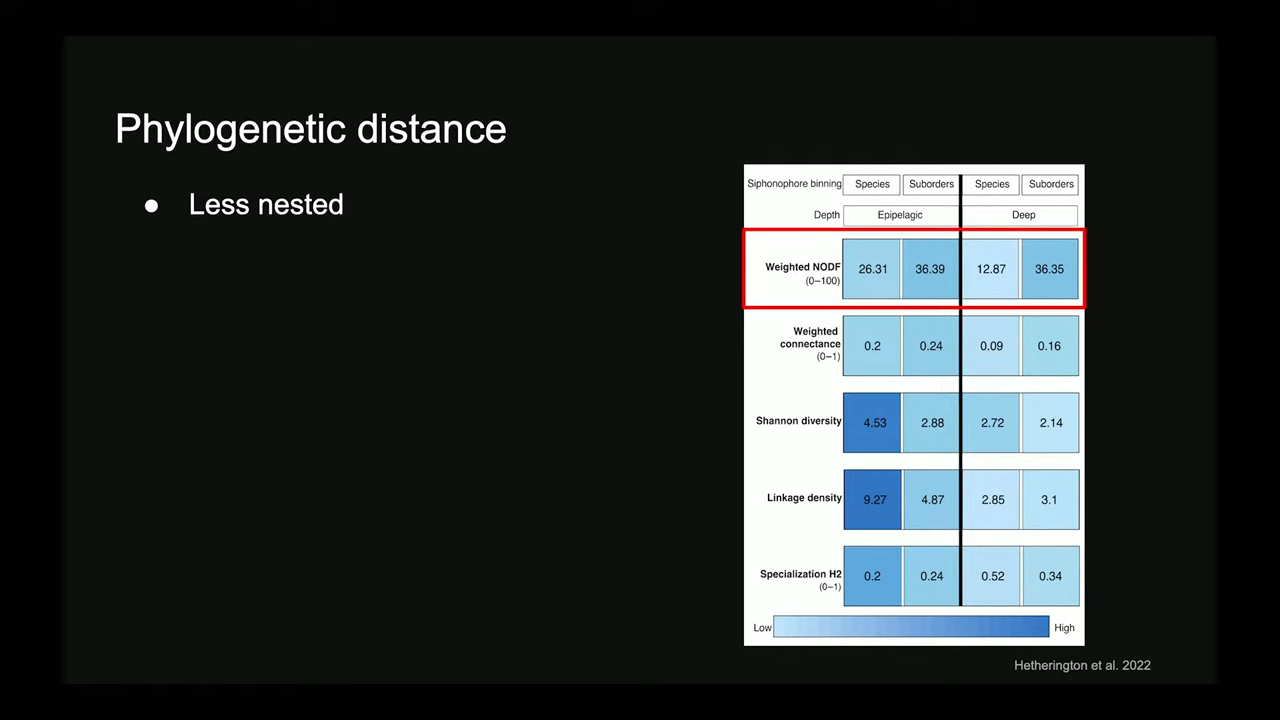 Phylogenetic distance
● Less nested
Siphonophore binning Species Suborders Species Suborders
Depth Epipelagic Deep
Weighted NODF
(0–100)
26.31 36.39 12.87 36.35
Weighted
connectance
(0–1)
0.2 0.24 0.09 0.16
Shannon diversity 4.53 2.88 2.72 2.14
Linkage density 9.27 4.87 2.85 3.1
Specialization H2
(0–1)
0.2 0.24 0.52 0.34
Low High
Hetherington et al. 2022